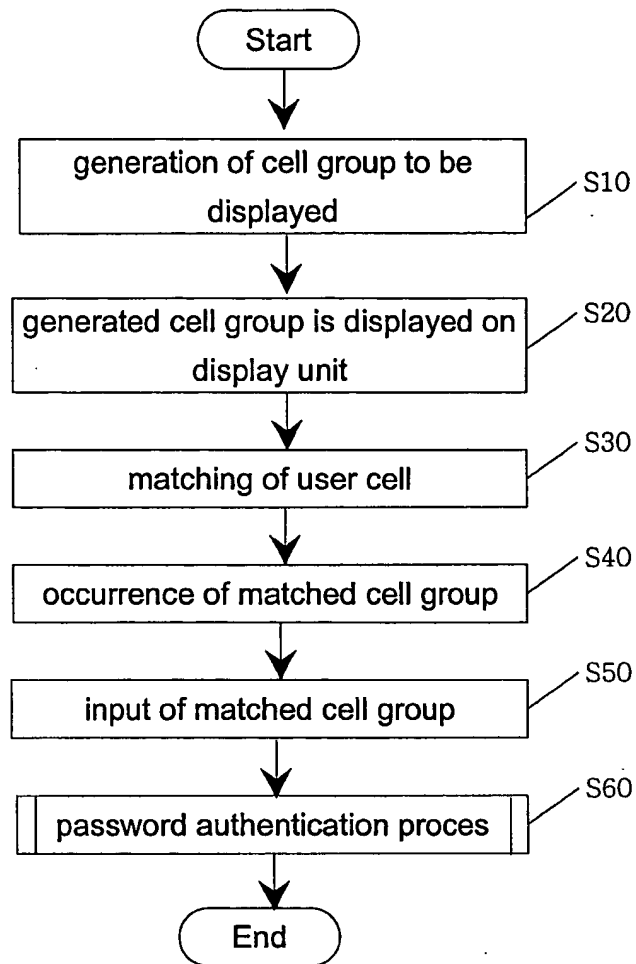 Start
generation of cell group to be
displayed
S10
generated cell group is displayed on
display unit
S20
matching of user cell
S30
occurrence of matched cell group
S40
input of matched cell group
S50
password authentication proces
S60
End